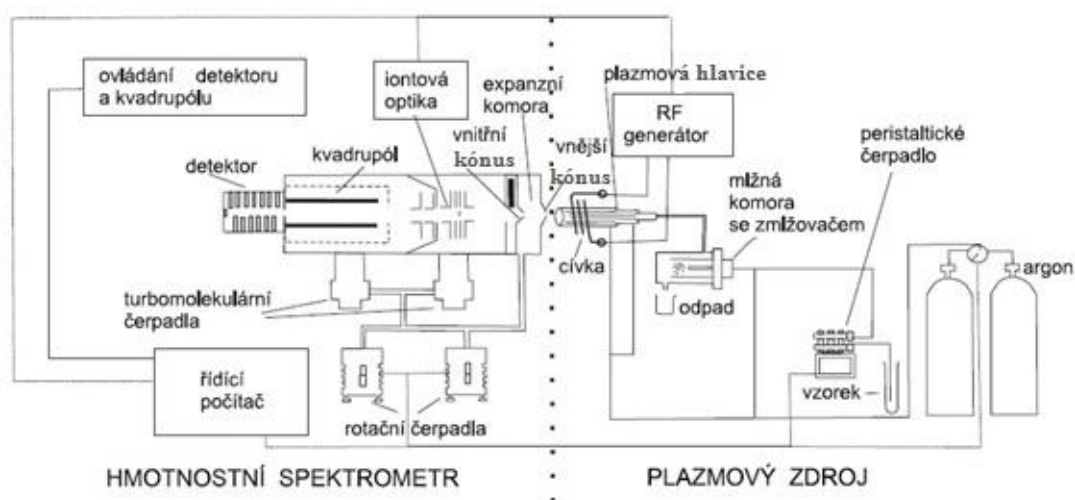 ovládání detektoru
a kvadrupólu
iontová
optika
expanzní
komora
plazmová hlavice
RF
generátor
peristaltické
čerpadlo
vnitřní
kónus
vnější
kónus
detektor
kvadrupól
mlžná
komora
se zmlžovačem
cívka
argon
odpad
turbomolekulární
čerpadla
vzorek
řídící
počítač
rotační čerpadla
HMOTNOSTNÍ SPEKTROMETR
PLAZMOVÝ ZDROJ